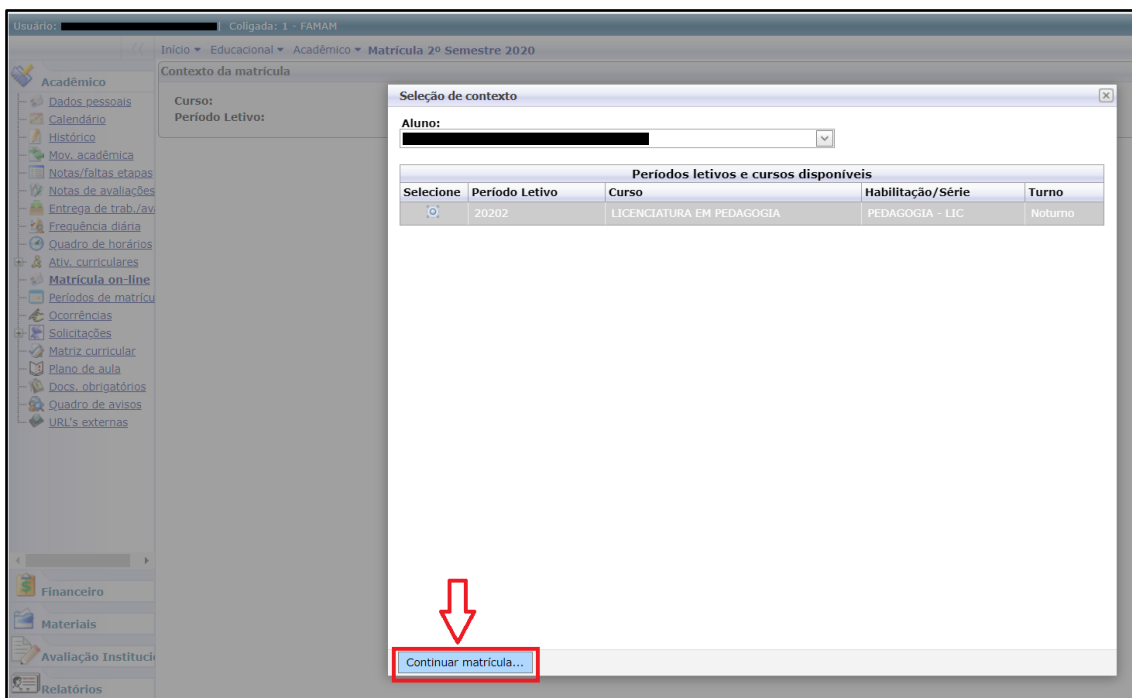 Usuário: | Coligada: 1 - FAMAM
Início Educacional Acadêmico Matrícula 2º Semestre 2020
Acadêmico
Dados pessoais
Calendário
Histórico
Mov. acadêmica
Notas/faltas etapas
Notas de avaliações
Entrega de trab./av
Frequência diária
Quadro de horários
Ativ. curriculares
Matrícula on-line
Períodos de matrícu
Ocorrências
Solicitações
Matriz curricular
Plano de aula
Docs. obrigatórios
Quadro de avisos
URL's externas
Financeiro
Materiais
Avaliação Instituci
Relatórios
Contexto da matrícula
Curso:
Período Letivo:
Seleção de contexto
Aluno:
Períodos letivos e cursos disponíveis
Selecione Período Letivo Curso Habilitação/Série Turno
20202 LICENCIATURA EM PEDAGOGIA PEDAGOGIA - LIC Noturno
Continuar matrícula...